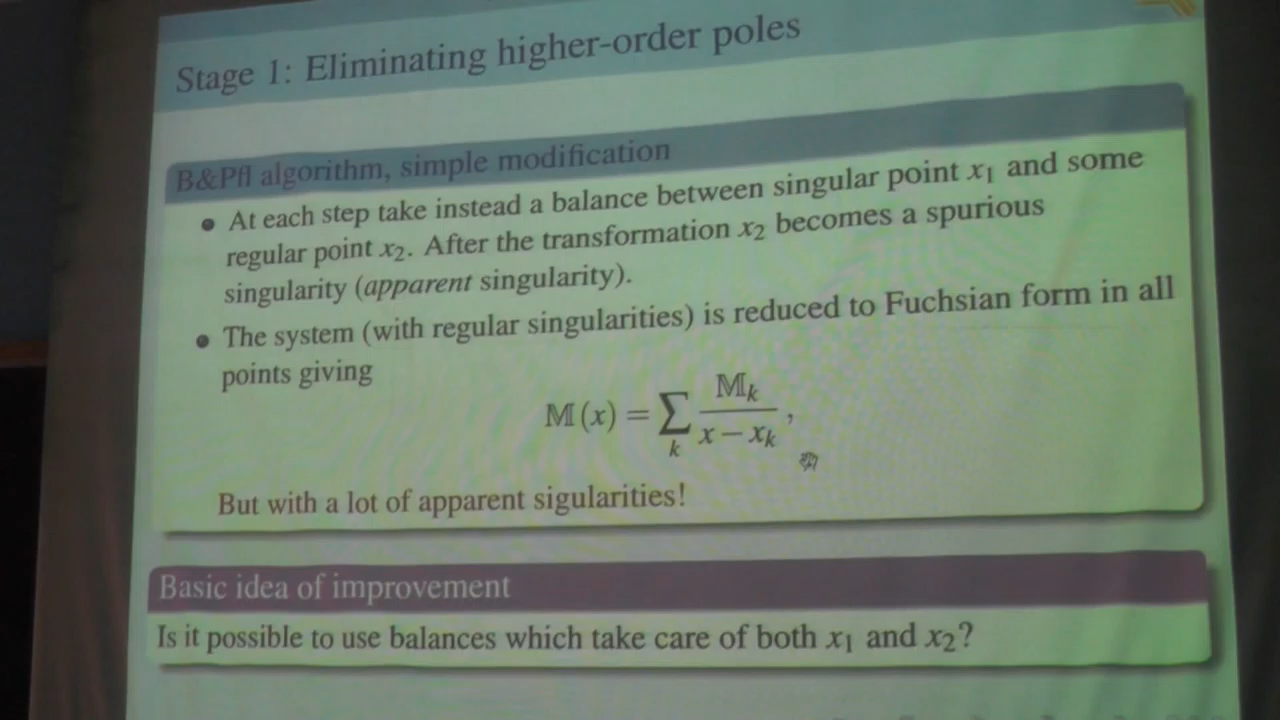 Stage 1: Eliminating higher-order poles
B&Pfl algorithm, simple modification
• At each step take instead a balance between singular point x₁ and some
regular point x₂. After the transformation x₂ becomes a spurious
singularity (apparent singularity).
• The system (with regular singularities) is reduced to Fuchsian form in all
points giving
𝕄(x) = ∑ₖ 𝕄ₖ / (x − xₖ),
But with a lot of apparent sigularities!
Basic idea of improvement
Is it possible to use balances which take care of both x₁ and x₂?